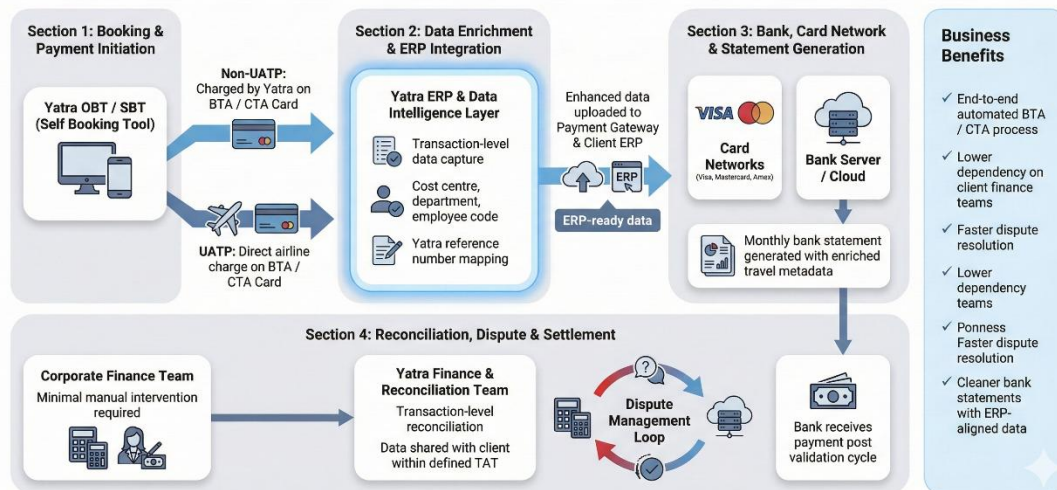 Section 1: Booking &
Payment Initiation
Yatra OBT / SBT
(Self Booking Tool)
Non-UATP:
Charged by Yatra on
BTA / CTA Card
UATP: Direct airline
charge on BTA /
CTA Card
Section 2: Data Enrichment
& ERP Integration
Yatra ERP & Data
Intelligence Layer
Transaction-level
data capture
Cost centre,
department,
employee code
Yatra reference
number mapping
Enhanced data
uploaded to
Payment Gateway
& Client ERP
ERP
ERP-ready data
Section 3: Bank, Card Network
& Statement Generation
VISA
Card
Networks
(Visa, Mastercard, Amex)
Bank Server
/ Cloud
Monthly bank statement
generated with enriched
travel metadata
Section 4: Reconciliation, Dispute & Settlement
Corporate Finance Team
Minimal manual intervention
required
Yatra Finance &
Reconciliation Team
Transaction-level
reconciliation
Data shared with client
within defined TAT
?
Dispute
Management
Loop
Bank receives
payment post
validation cycle
Business
Benefits
✓ End-to-end
automated BTA
/ CTA process
✓ Lower
dependency on
client finance
teams
✓ Faster dispute
resolution
✓ Lower
dependency
teams
✓ Ponness
Faster dispute
resolution
✓ Cleaner bank
statements
with ERP-
aligned data